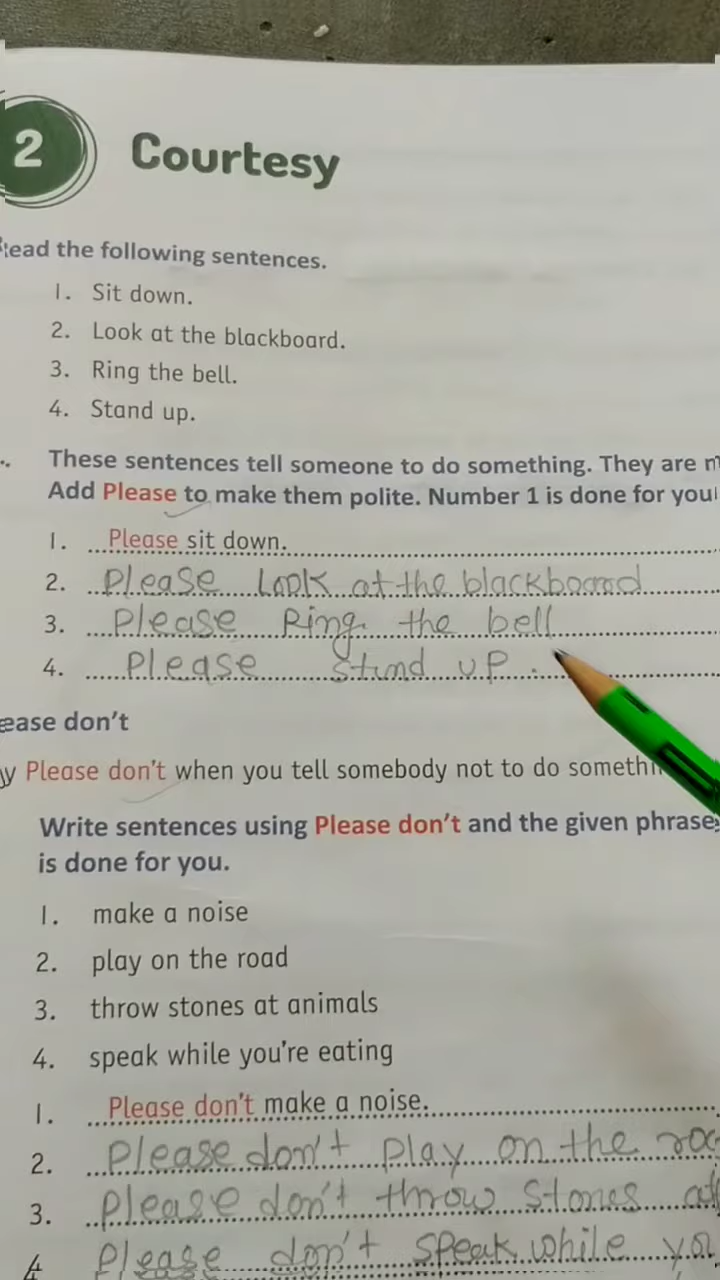 2 Courtesy
Read the following sentences.
1. Sit down.
2. Look at the blackboard.
3. Ring the bell.
4. Stand up.
These sentences tell someone to do something. They are
Add Please to make them polite. Number 1 is done for you
1. Please sit down.
2. Please Look at the blackboord
3. Please Ring the bell
4. Please Stand up.
ease don't
y Please don't when you tell somebody not to do somethi
Write sentences using Please don't and the given phrase
is done for you.
1. make a noise
2. play on the road
3. throw stones at animals
4. speak while you're eating
1. Please don't make a noise.
2. Please don't play on the roa
3. Please don't throw stones at
4 Please don't speak while yo